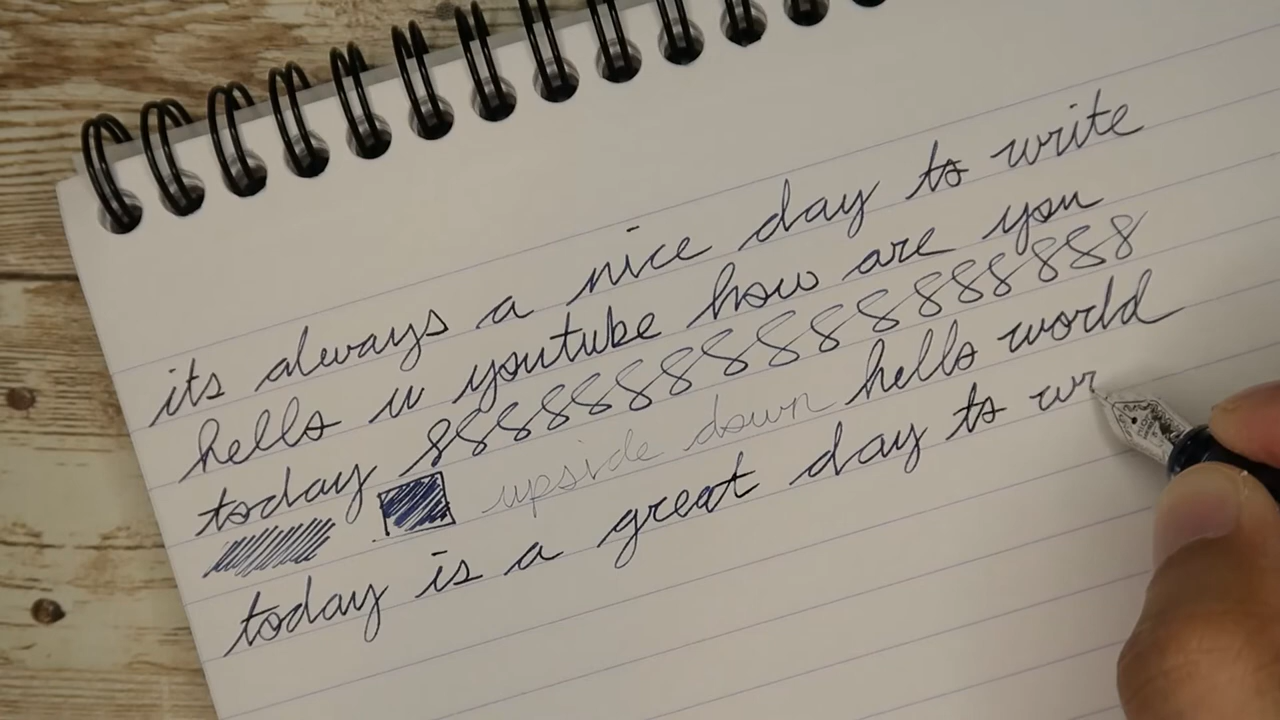 its always a nice day to write
hello u youtube how are you
today 88888888888888888
upside down hello world
today is a great day to wr